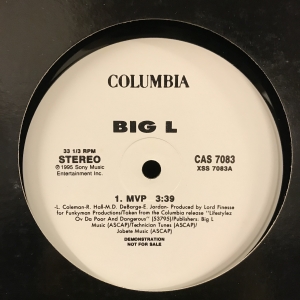 COLUMBIA
BIG L
33 1/3 RPM
STEREO
℗1995 Sony Music
Entertainment Inc.
CAS 7083
XSS 7083A
1. MVP 3:39
-L. Coleman-R. Hall-M.D. DeBarge-E. Jordan- Produced by Lord Finesse
for Funkyman Productions/Taken from the Columbia release "Lifestylez
Ov Da Poor And Dangerous" (53795)/Publishers: Big L
Music (ASCAP)/Technician Tunes (ASCAP)/
Jobete Music (ASCAP)
DEMONSTRATION
NOT FOR SALE